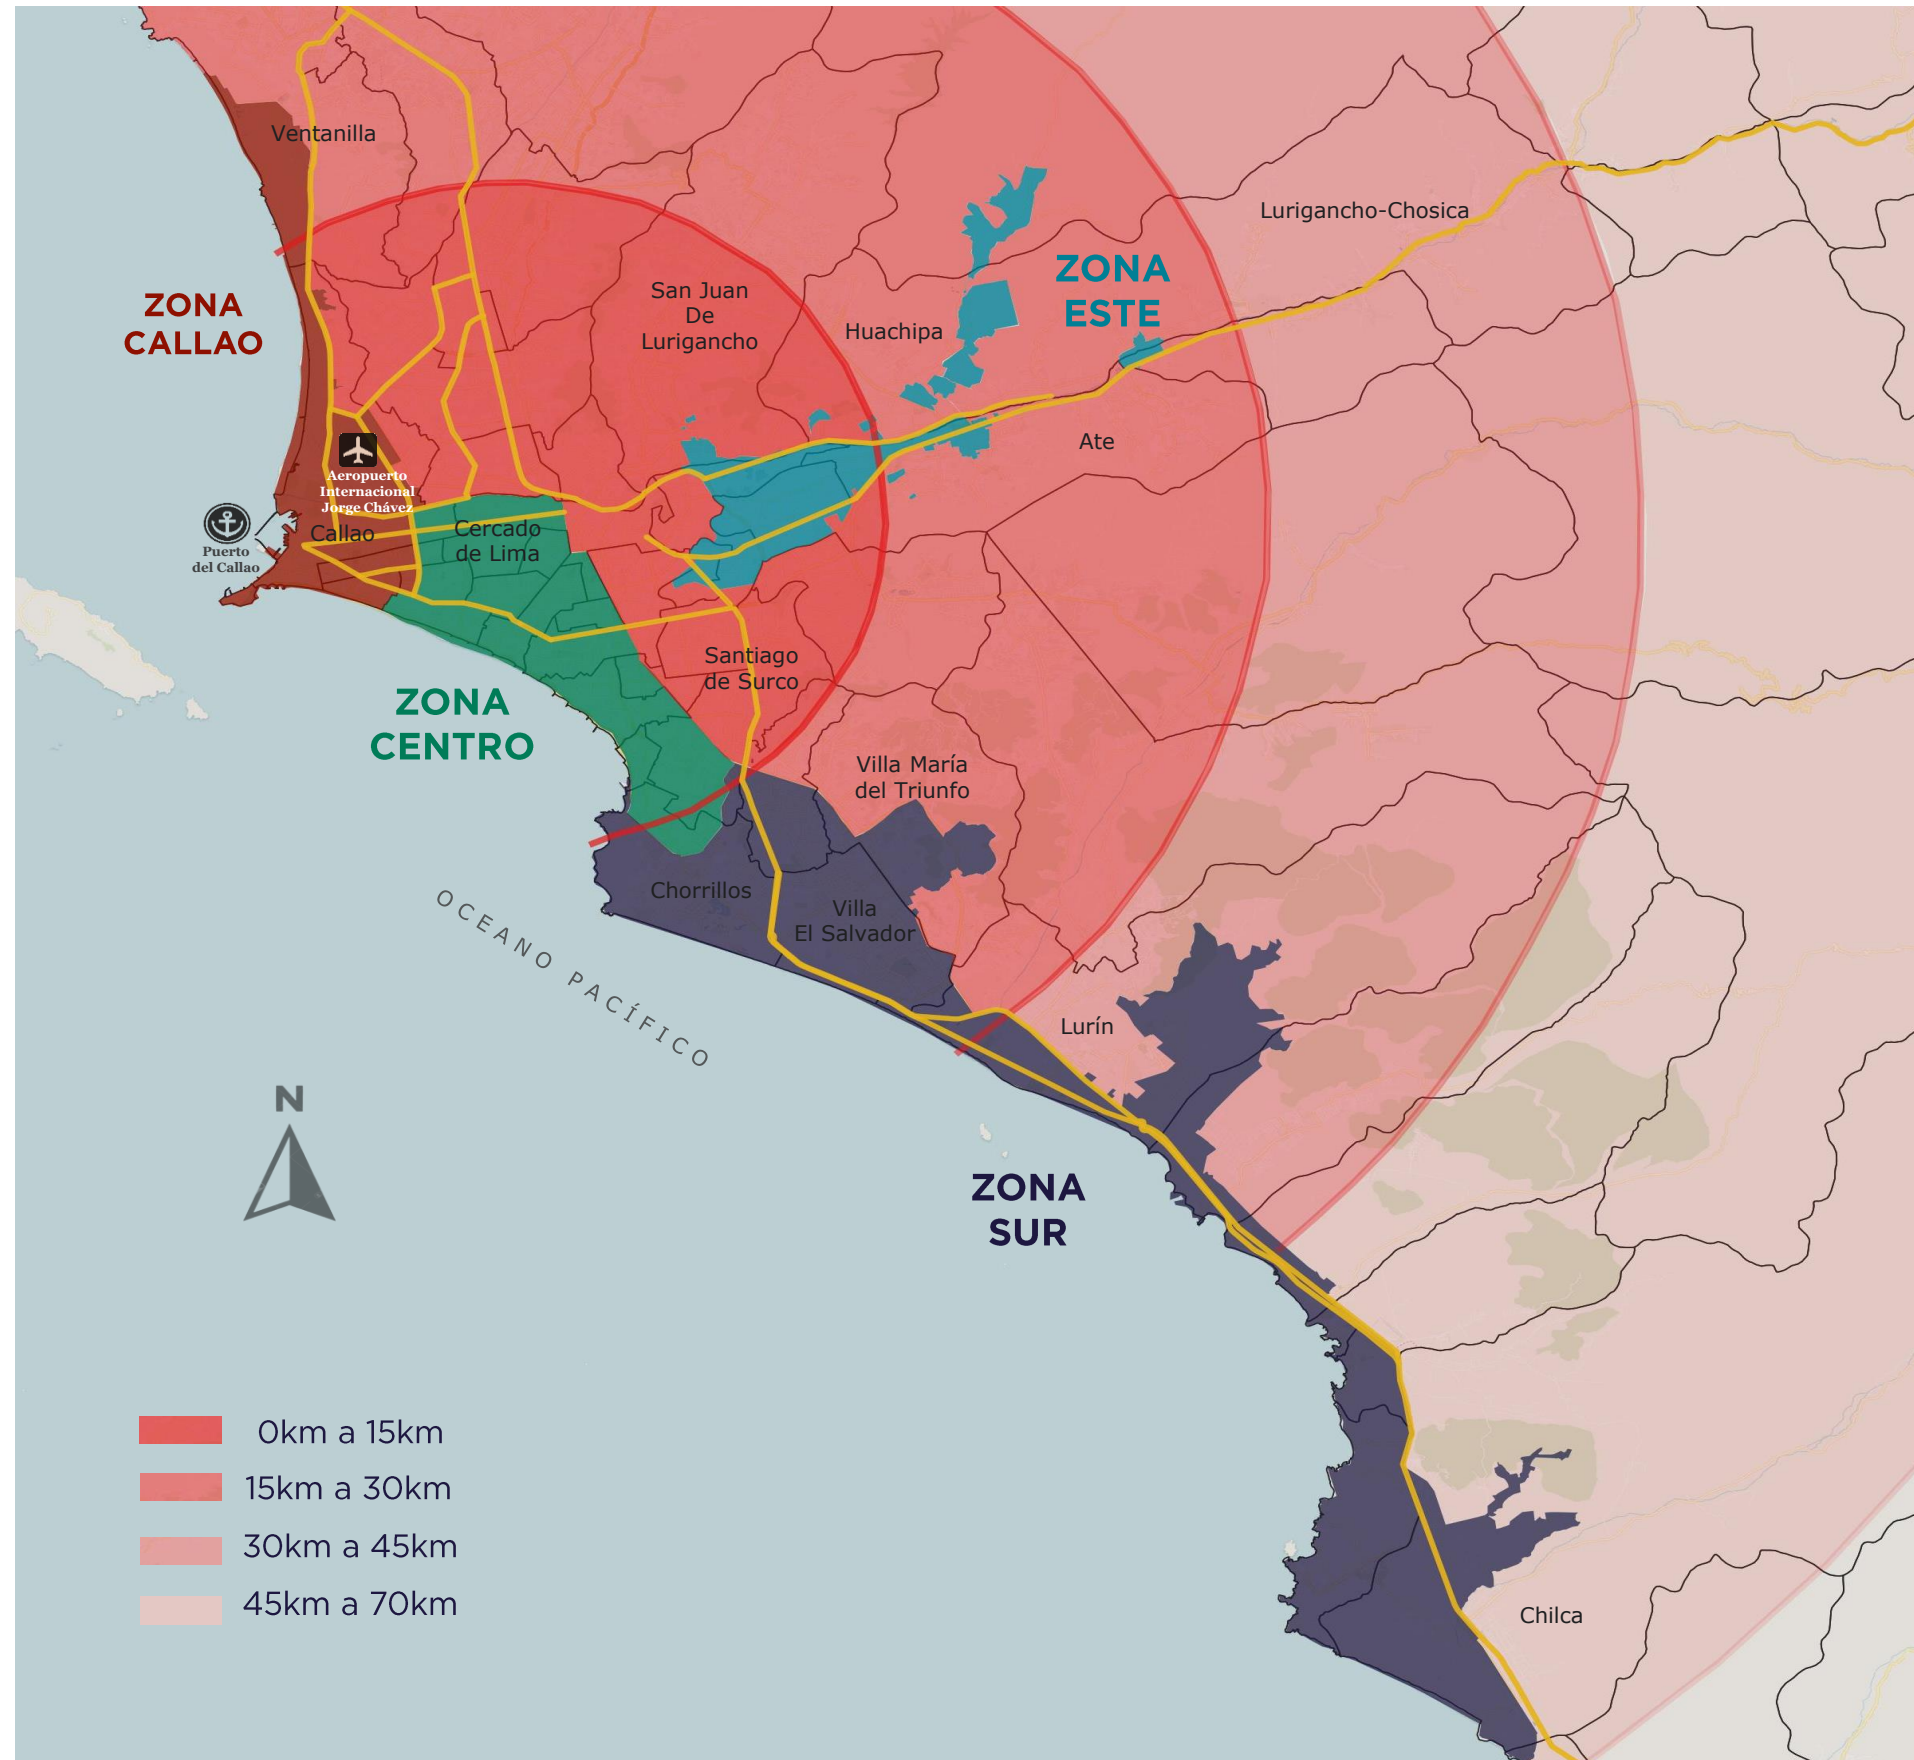 Ventanilla
Lurigancho-Chosica
ZONA
ESTE
San Juan
De
Lurigancho
ZONA
CALLAO
Huachipa
Ate
Aeropuerto
Internacional
Jorge Chávez
Puerto
del Callao
Callao
Cercado
de Lima
Santiago
de Surco
ZONA
CENTRO
Villa María
del Triunfo
Chorrillos
Villa
El Salvador
OCEANO PACÍFICO
Lurín
N
ZONA
SUR
0km a 15km
15km a 30km
30km a 45km
45km a 70km
Chilca